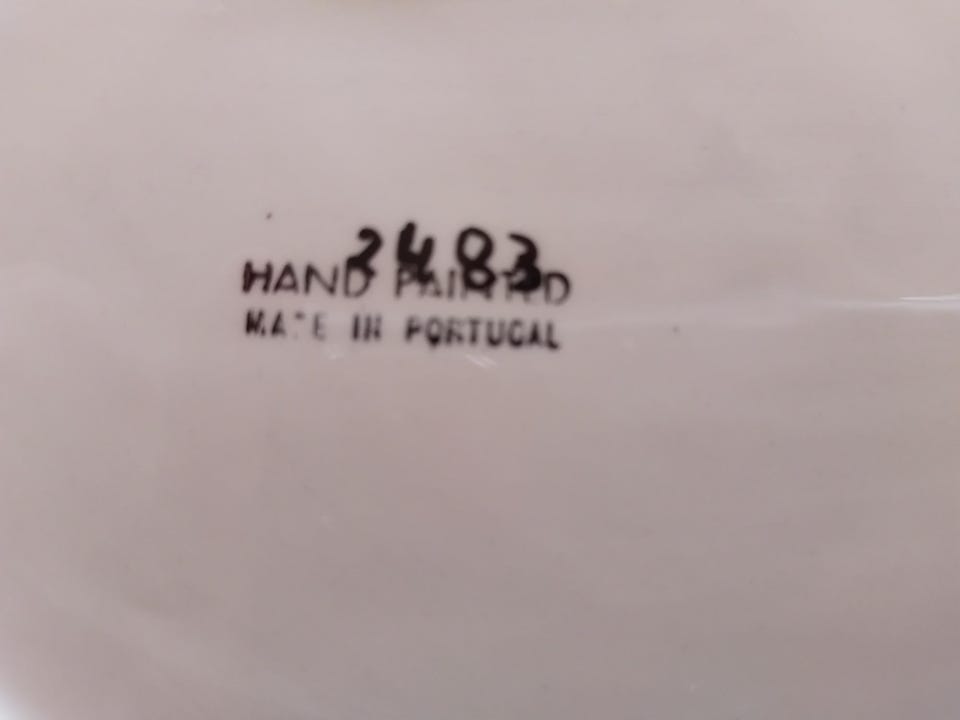 2483
HAND PAINTED
MADE IN PORTUGAL